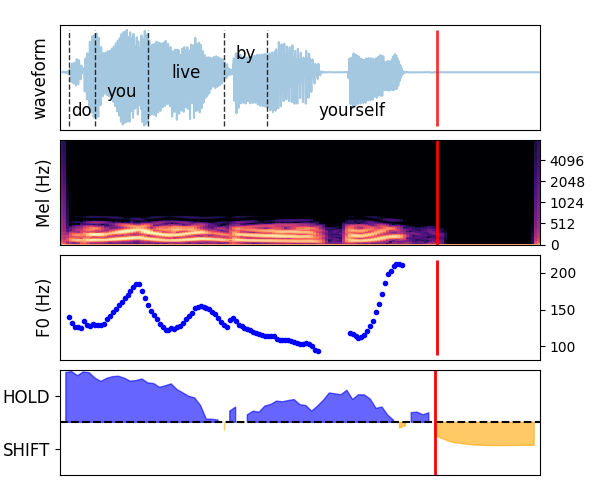 waveform
do
you
live
by
yourself
Mel (Hz)
4096
2048
1024
512
0
F0 (Hz)
200
150
100
HOLD
SHIFT